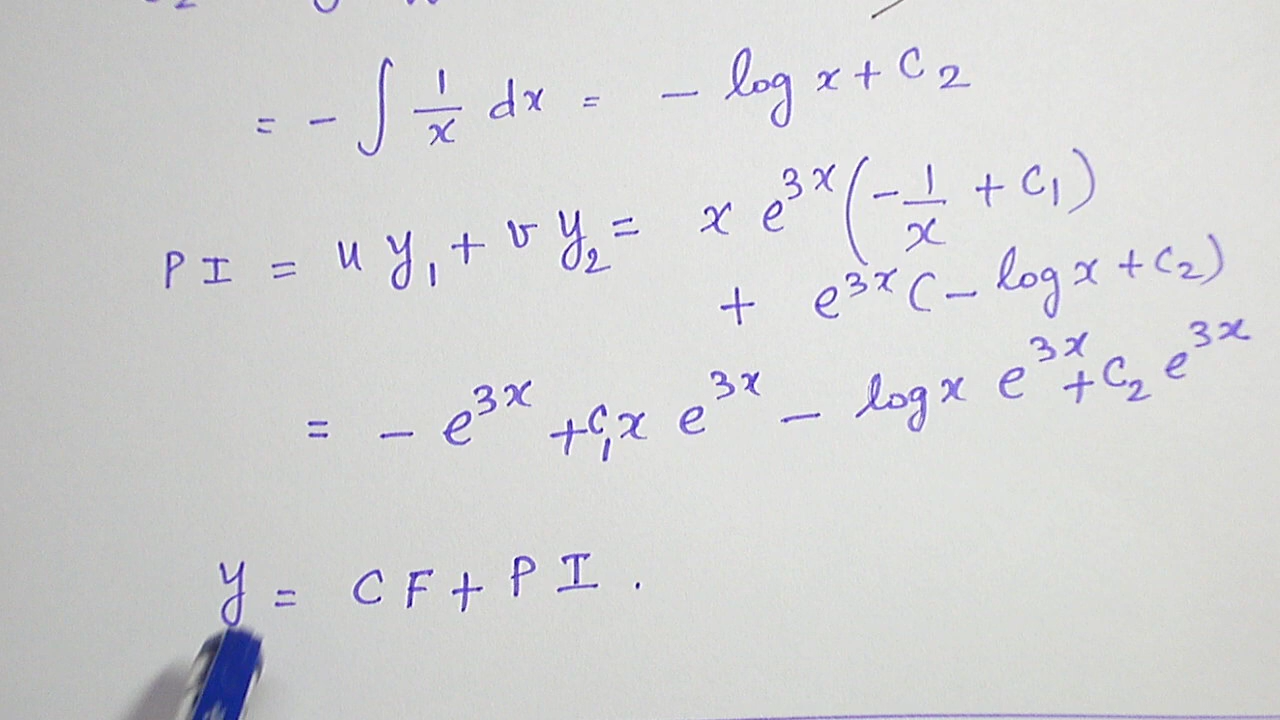 = - ∫ 1/x dx = - log x + C2
PI = u y1 + v y2 = x e^3x (- 1/x + C1)
+ e^3x (- log x + C2)
= - e^3x + C1 x e^3x - log x e^3x + C2 e^3x
y = CF + PI.